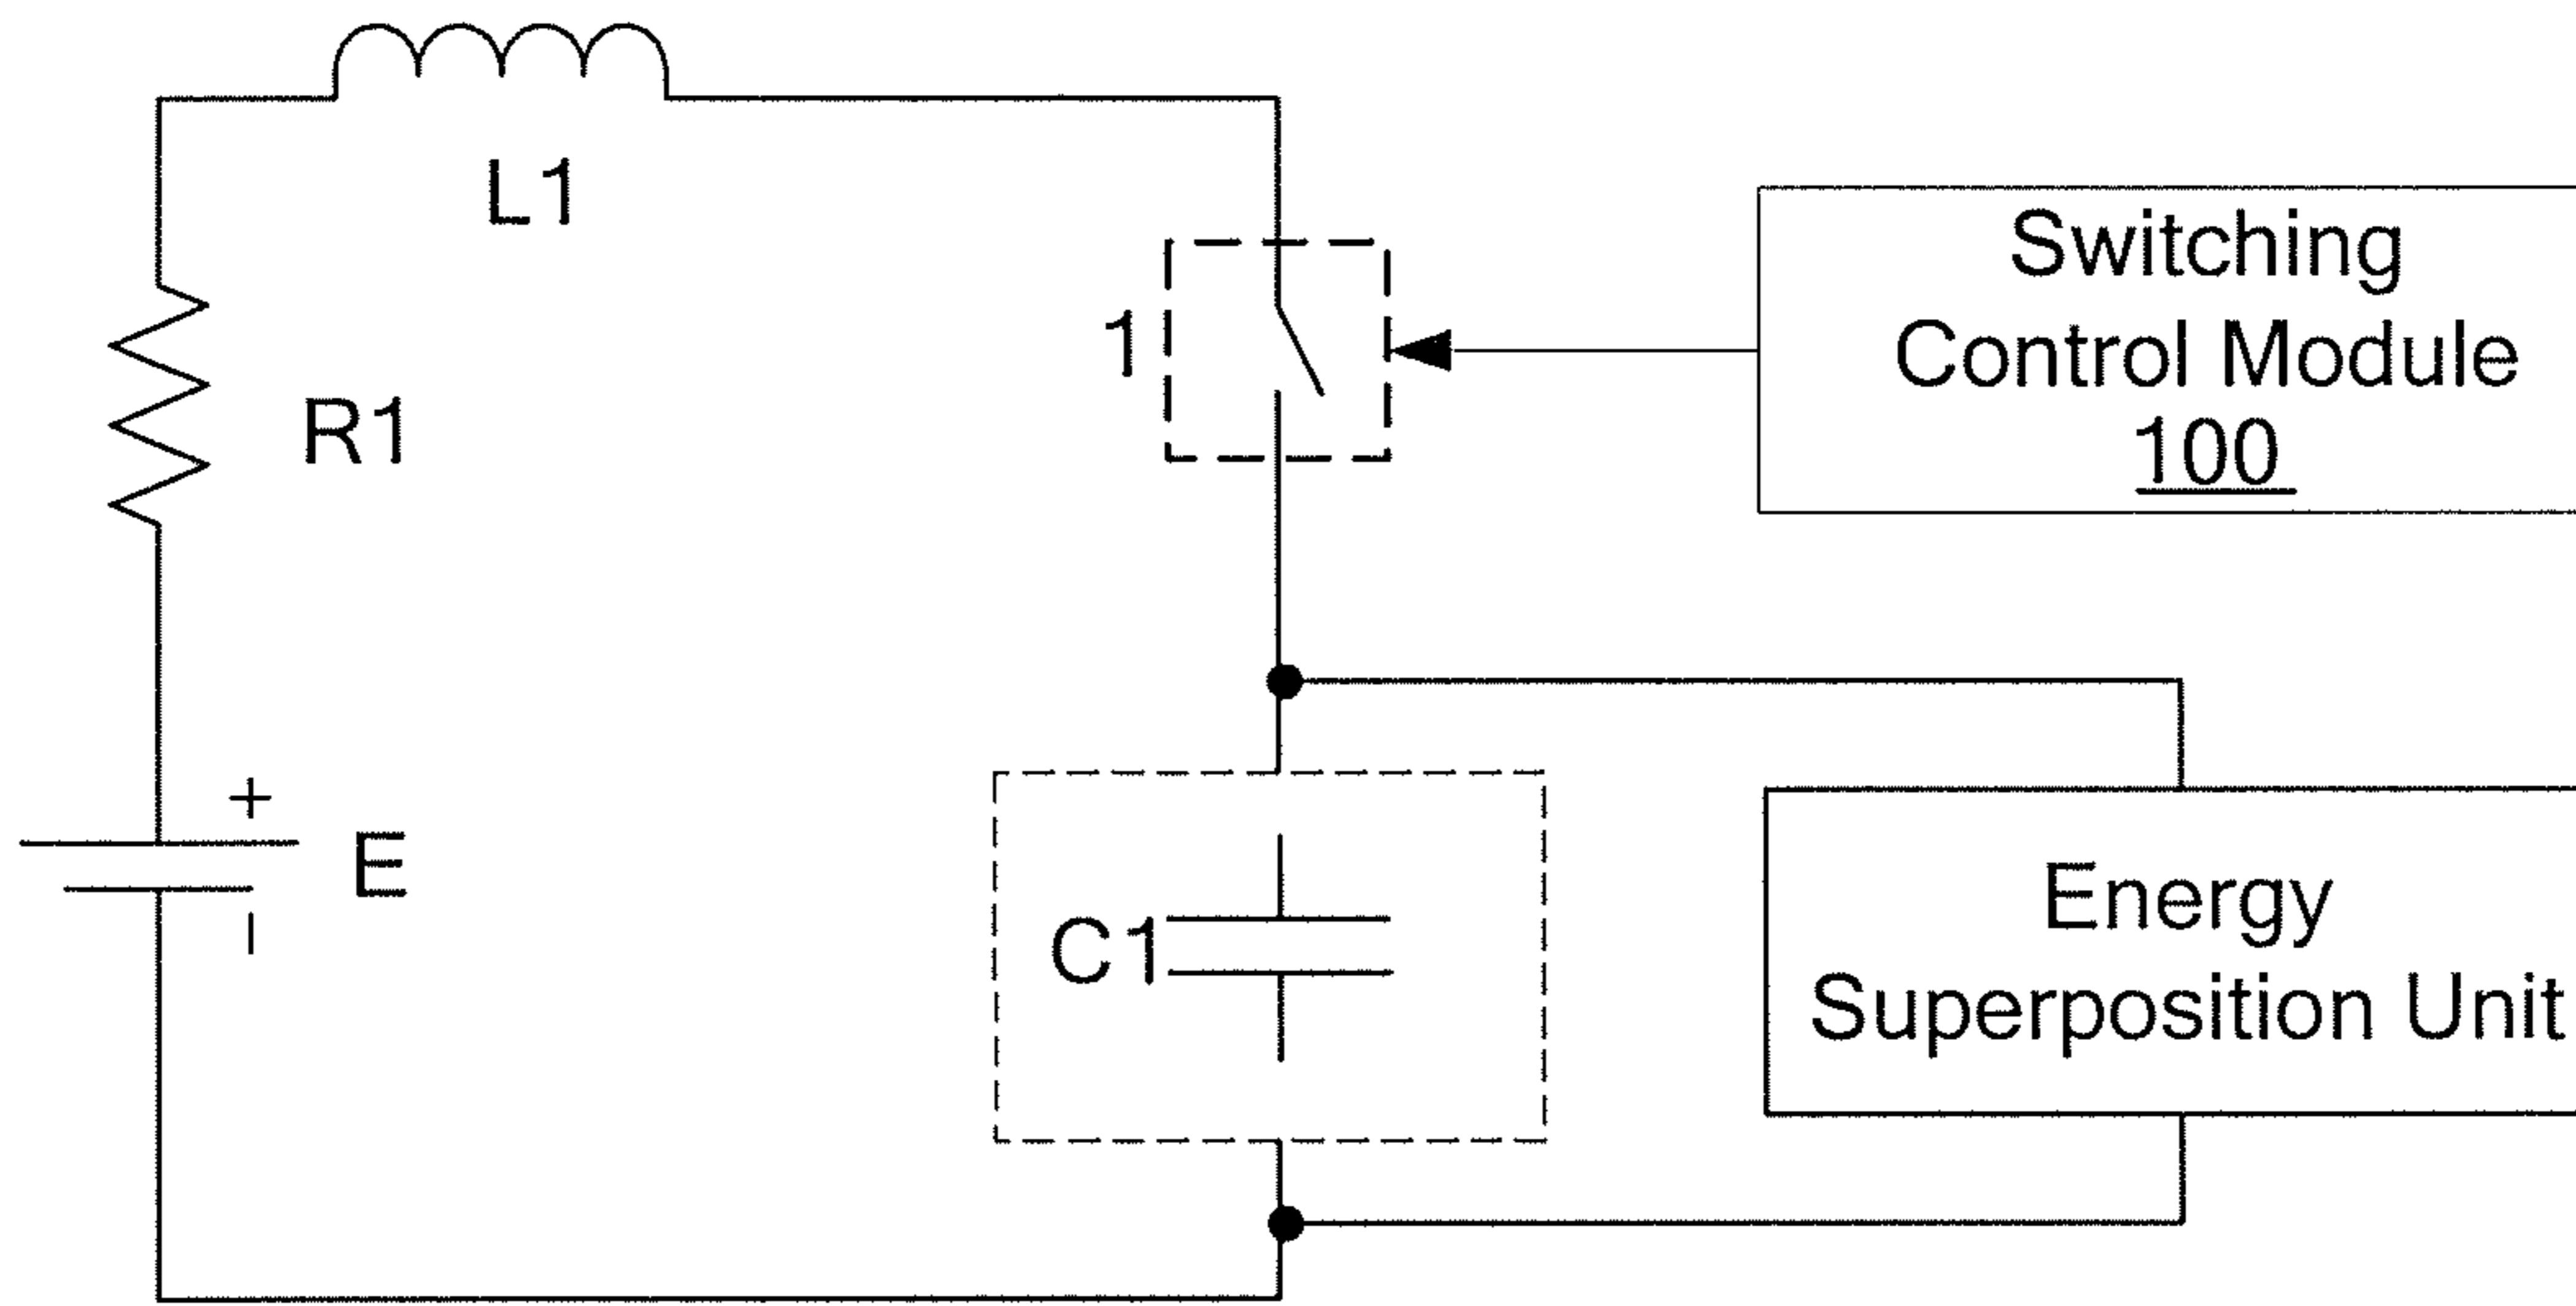 L1
Switching
Control Module
100
1
R1
+
E
–
C1
Energy
Superposition Unit